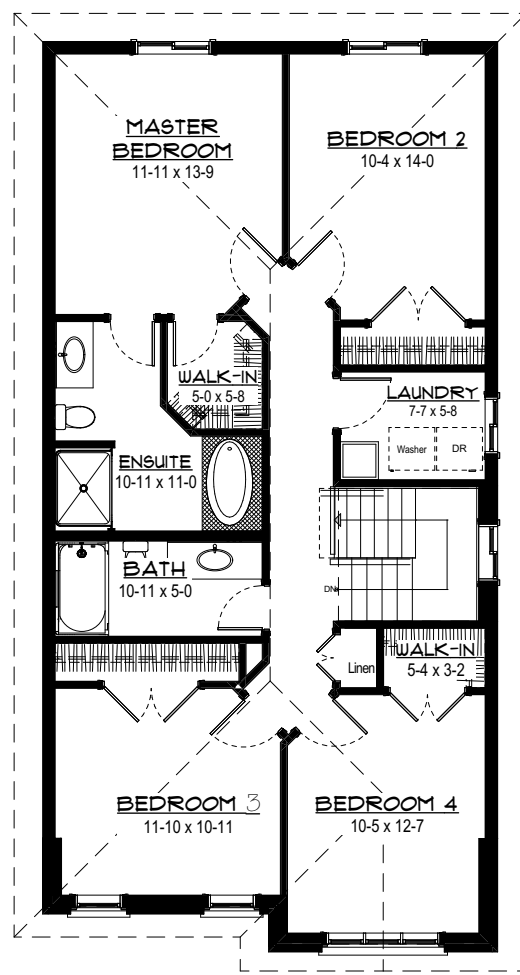 MASTER
BEDROOM
11-11 x 13-9
BEDROOM 2
10-4 x 14-0
WALK-IN
5-0 x 5-8
LAUNDRY
7-7 x 5-8
Washer
DR
ENSUITE
10-11 x 11-0
BATH
10-11 x 5-0
DN
Linen
WALK-IN
5-4 x 3-2
BEDROOM 3
11-10 x 10-11
BEDROOM 4
10-5 x 12-7